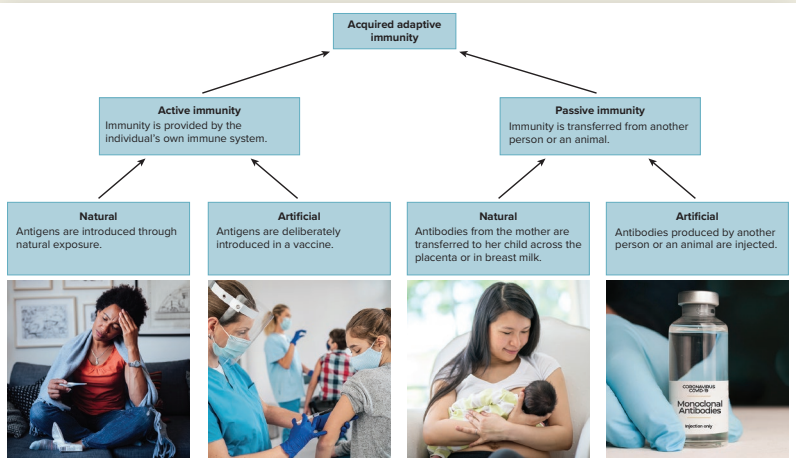 Acquired adaptive
immunity
Active immunity
Immunity is provided by the
individual's own immune system.
Passive immunity
Immunity is transferred from another
person or an animal.
Natural
Antigens are introduced through
natural exposure.
Artificial
Antigens are deliberately
introduced in a vaccine.
Natural
Antibodies from the mother are
transferred to her child across the
placenta or in breast milk.
Artificial
Antibodies produced by another
person or an animal are injected.
CORONAVIRUS
COVID-19
Monoclonal
Antibodies
Injection only